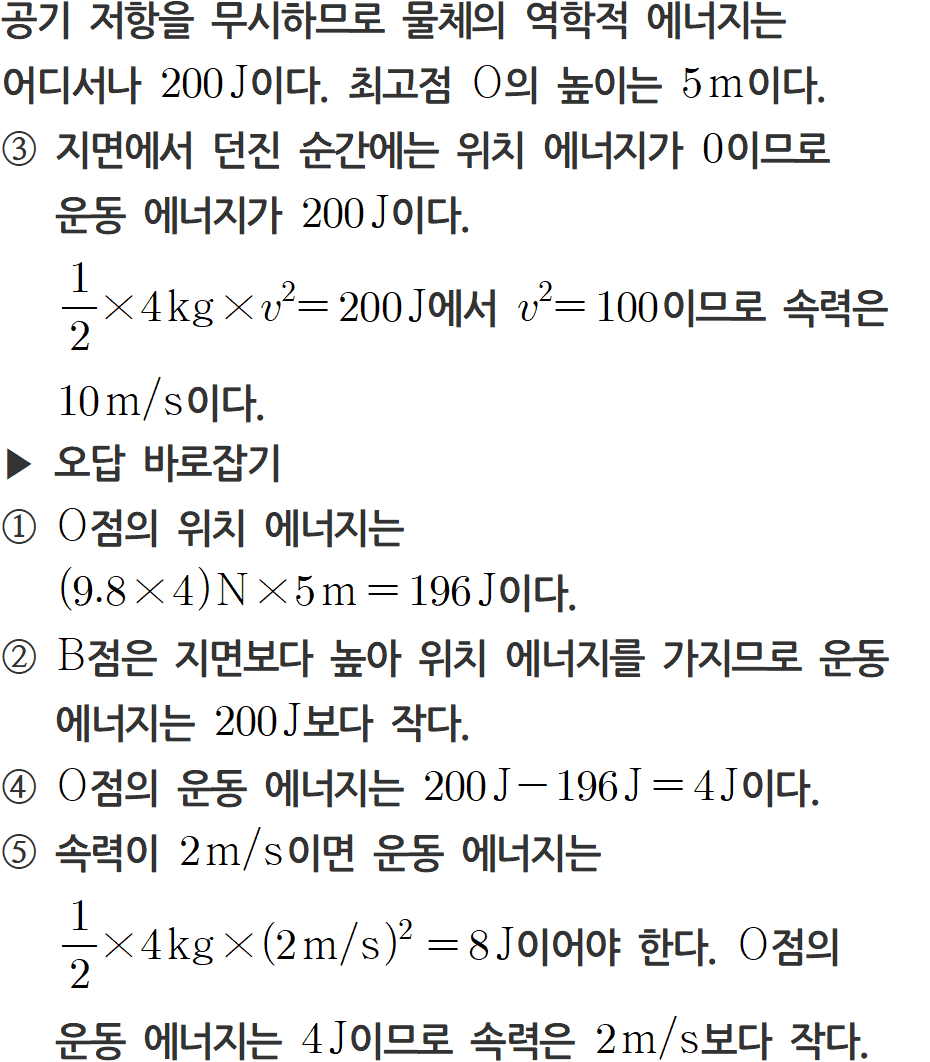 공기 저항을 무시하므로 물체의 역학적 에너지는
어디서나 200 J이다. 최고점 O의 높이는 5 m이다.
③ 지면에서 던진 순간에는 위치 에너지가 0이므로
운동 에너지가 200 J이다.
1/2×4 kg×v²=200 J에서 v²=100이므로 속력은
10 m/s이다.
▶ 오답 바로잡기
① O점의 위치 에너지는
(9.8×4)N×5 m=196 J이다.
② B점은 지면보다 높아 위치 에너지를 가지므로 운동
에너지는 200 J보다 작다.
④ O점의 운동 에너지는 200 J-196 J=4 J이다.
⑤ 속력이 2 m/s이면 운동 에너지는
1/2×4 kg×(2 m/s)²=8 J이어야 한다. O점의
운동 에너지는 4 J이므로 속력은 2 m/s보다 작다.